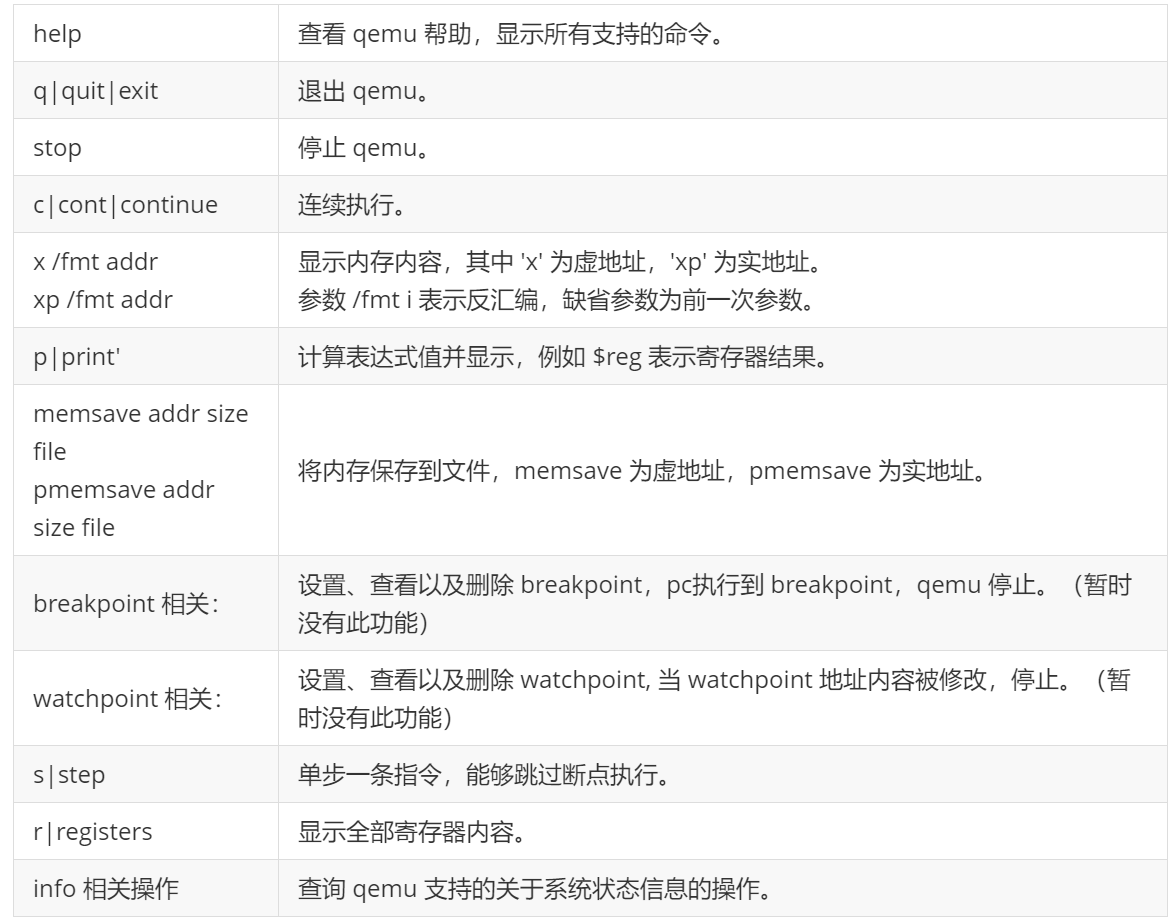 help
查看 qemu 帮助，显示所有支持的命令。
q|quit|exit
退出 qemu。
stop
停止 qemu。
c|cont|continue
连续执行。
x /fmt addr
xp /fmt addr
显示内存内容，其中 'x' 为虚地址，'xp' 为实地址。
参数 /fmt i 表示反汇编，缺省参数为前一次参数。
p|print'
计算表达式值并显示，例如 $reg 表示寄存器结果。
memsave addr size
file
pmemsave addr
size file
将内存保存到文件，memsave 为虚地址，pmemsave 为实地址。
breakpoint 相关：
设置、查看以及删除 breakpoint，pc执行到 breakpoint，qemu 停止。（暂时
没有此功能）
watchpoint 相关：
设置、查看以及删除 watchpoint, 当 watchpoint 地址内容被修改，停止。（暂
时没有此功能）
s|step
单步一条指令，能够跳过断点执行。
r|registers
显示全部寄存器内容。
info 相关操作
查询 qemu 支持的关于系统状态信息的操作。